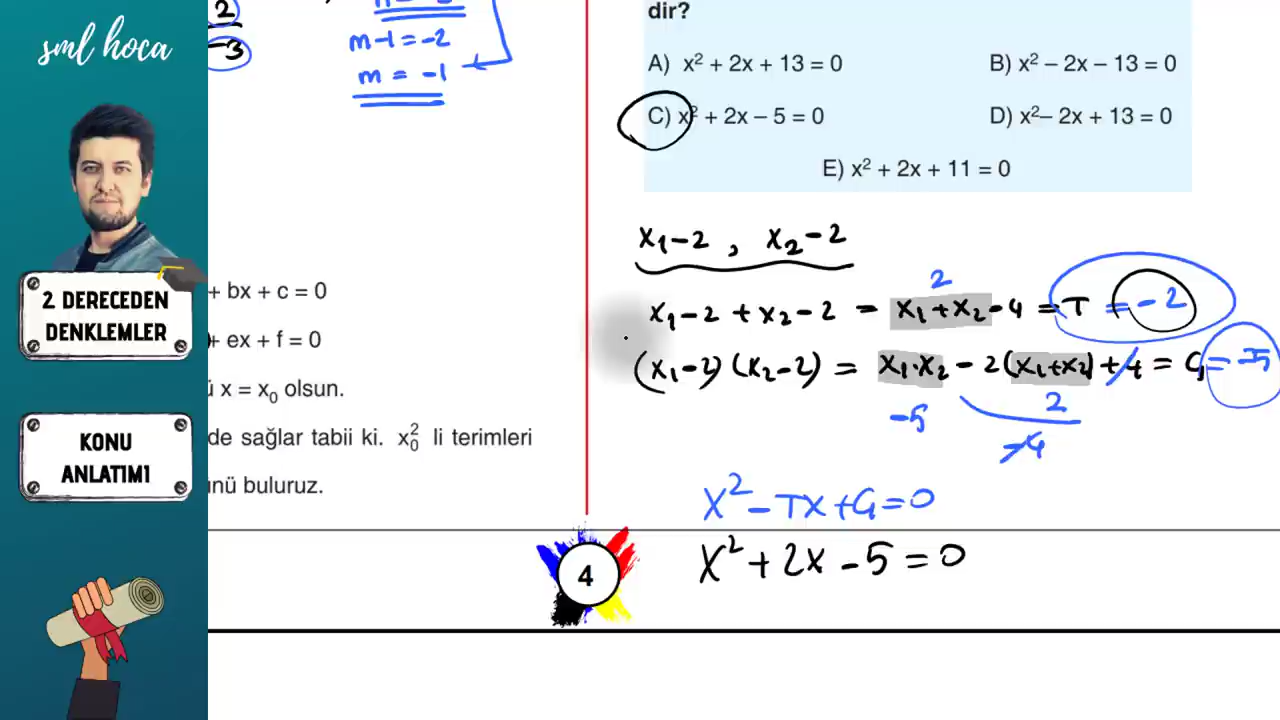 sml hoca
2. DERECEDEN
DENKLEMLER
KONU
ANLATIMI
2
-3
m-1=-2
m = -1
+ bx + c = 0
+ ex + f = 0
x = x₀ olsun.
de sağlar tabii ki. x₀² li terimleri
buluruz.
dir?
A) x² + 2x + 13 = 0
B) x² – 2x – 13 = 0
C) x² + 2x – 5 = 0
D) x²– 2x + 13 = 0
E) x² + 2x + 11 = 0
x₁-2 , x₂-2
2
x₁-2 + x₂-2 = x₁+x₂-4 = T = -2
(x₁-2)(x₂-2) = x₁.x₂ - 2(x₁+x₂) + 4 = Ç = -5
-5
2
-4
x² - Tx + Ç = 0
x² + 2x - 5 = 0
4